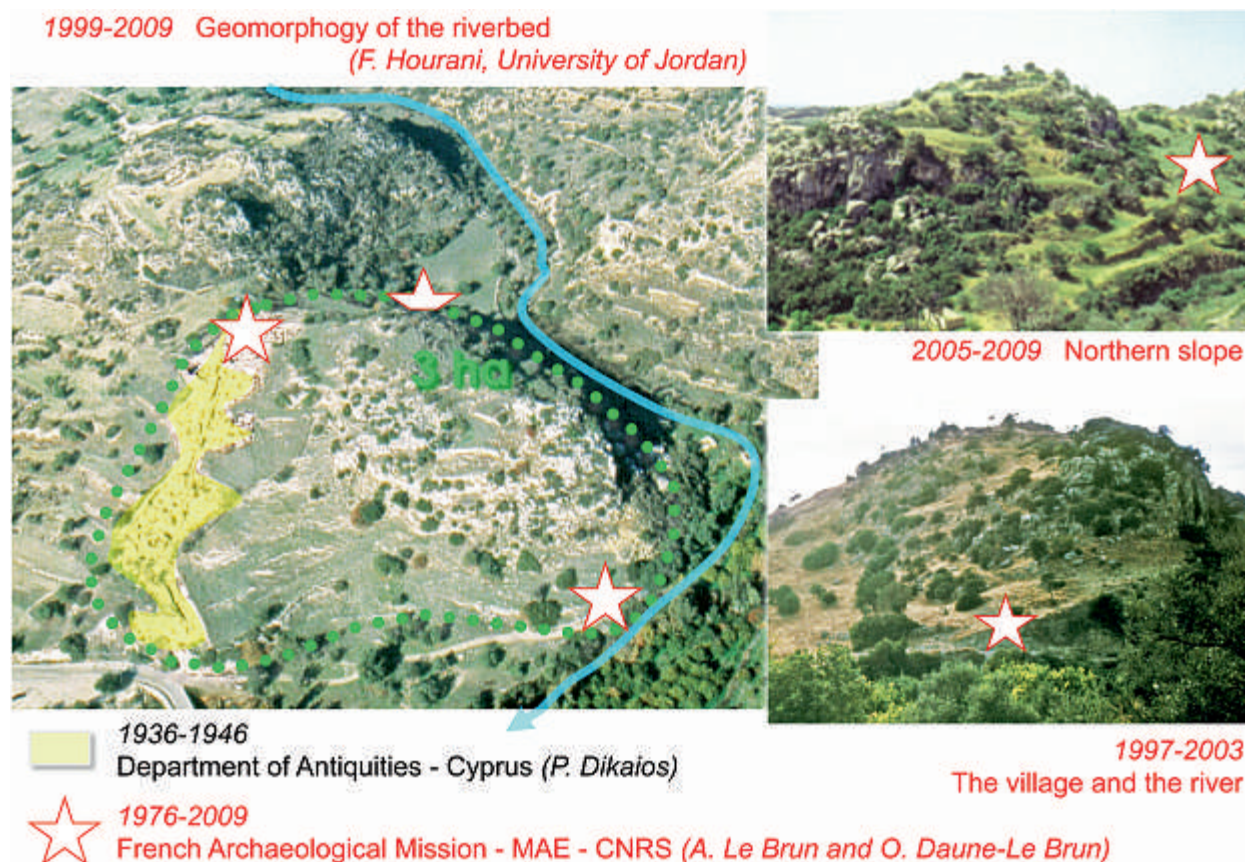 1999-2009 Geomorphogy of the riverbed
(F. Hourani, University of Jordan)
3 ha
2005-2009 Northern slope
1997-2003
The village and the river
1936-1946
Department of Antiquities - Cyprus (P. Dikaios)
1976-2009
French Archaeological Mission - MAE - CNRS (A. Le Brun and O. Daune-Le Brun)